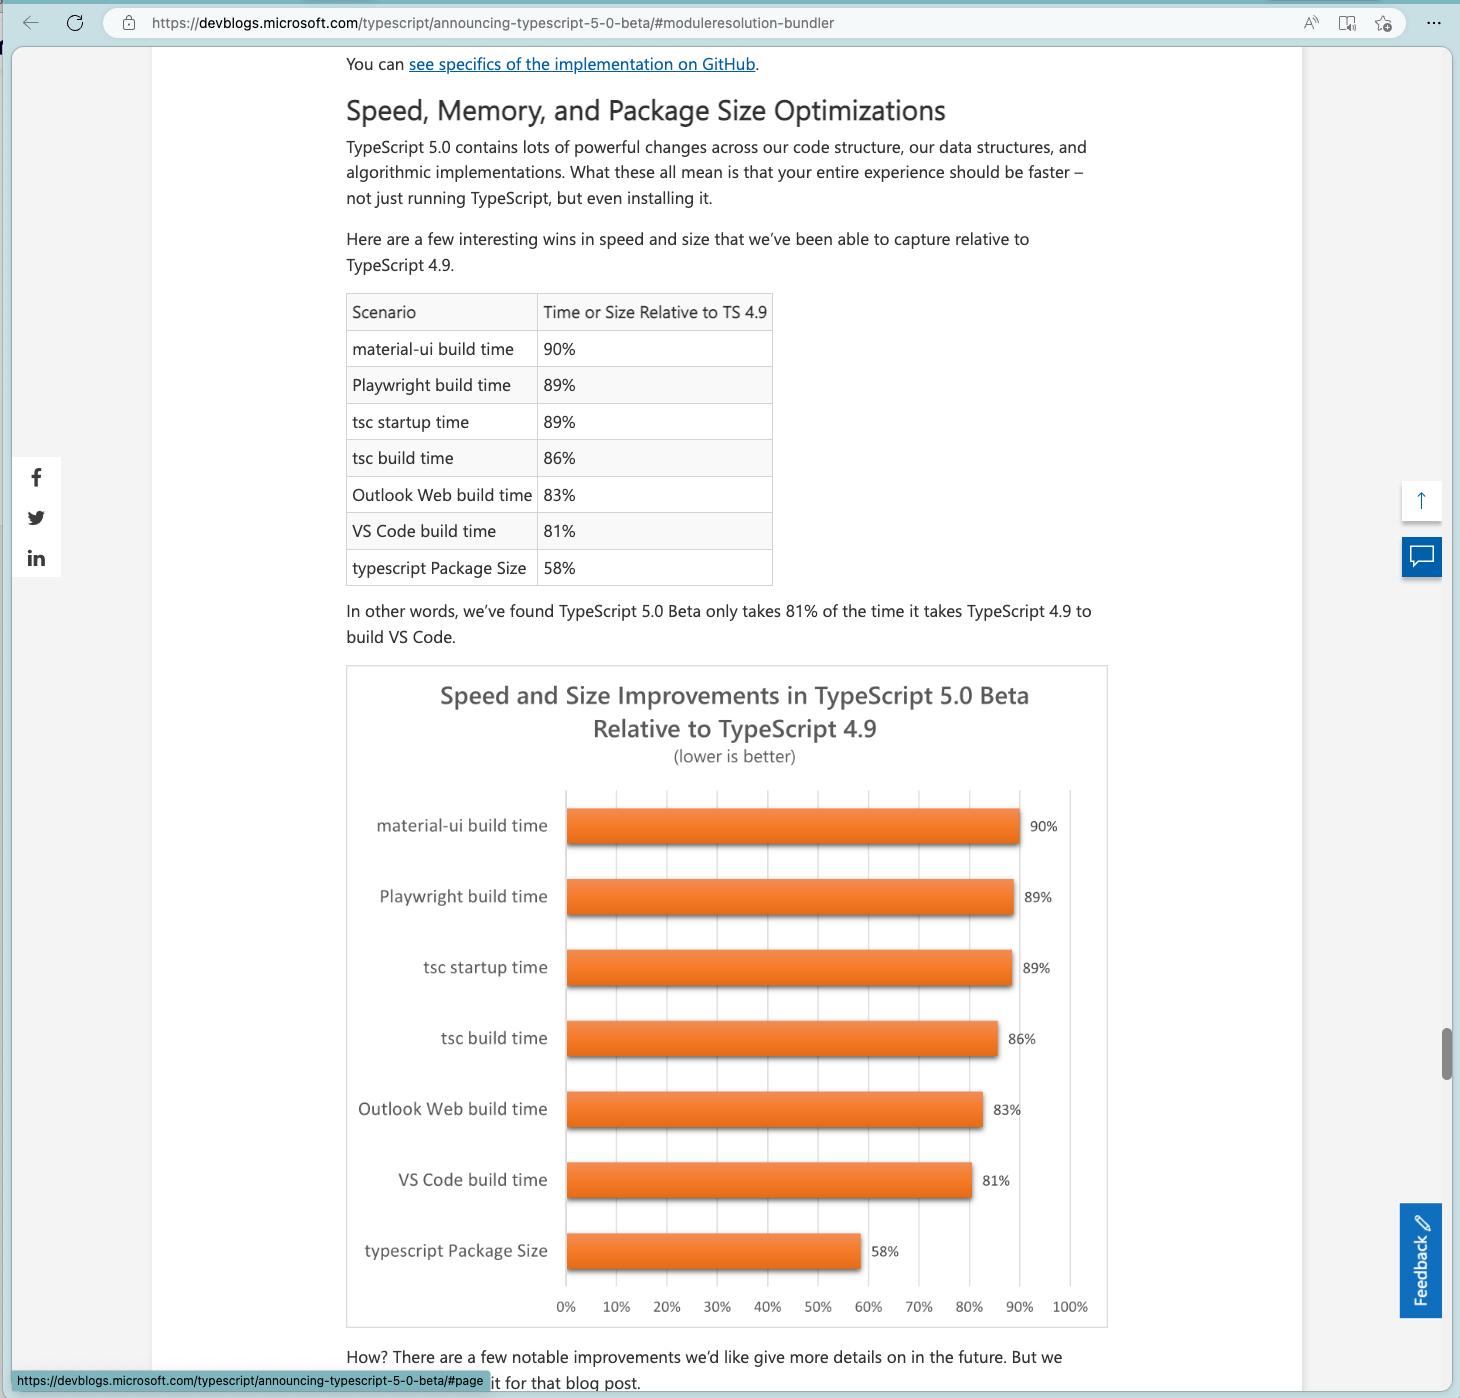 https://devblogs.microsoft.com/typescript/announcing-typescript-5-0-beta/#moduleresolution-bundler
You can see specifics of the implementation on GitHub.
Speed, Memory, and Package Size Optimizations
TypeScript 5.0 contains lots of powerful changes across our code structure, our data structures, and
algorithmic implementations. What these all mean is that your entire experience should be faster –
not just running TypeScript, but even installing it.
Here are a few interesting wins in speed and size that we've been able to capture relative to
TypeScript 4.9.
Scenario Time or Size Relative to TS 4.9
material-ui build time 90%
Playwright build time 89%
tsc startup time 89%
tsc build time 86%
Outlook Web build time 83%
VS Code build time 81%
typescript Package Size 58%
In other words, we've found TypeScript 5.0 Beta only takes 81% of the time it takes TypeScript 4.9 to
build VS Code.
Speed and Size Improvements in TypeScript 5.0 Beta
Relative to TypeScript 4.9
(lower is better)
material-ui build time 90%
Playwright build time 89%
tsc startup time 89%
tsc build time 86%
Outlook Web build time 83%
VS Code build time 81%
typescript Package Size 58%
0% 10% 20% 30% 40% 50% 60% 70% 80% 90% 100%
Feedback
How? There are a few notable improvements we'd like give more details on in the future. But we
it for that blog post.
https://devblogs.microsoft.com/typescript/announcing-typescript-5-0-beta/#page